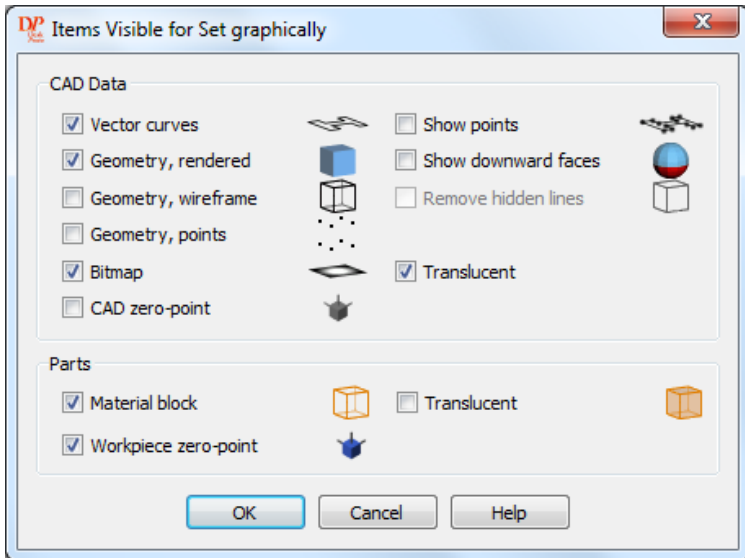 DP Items Visible for Set graphically
CAD Data
Vector curves Show points
Geometry, rendered Show downward faces
Geometry, wireframe Remove hidden lines
Geometry, points
Bitmap Translucent
CAD zero-point
Parts
Material block Translucent
Workpiece zero-point
OK Cancel Help